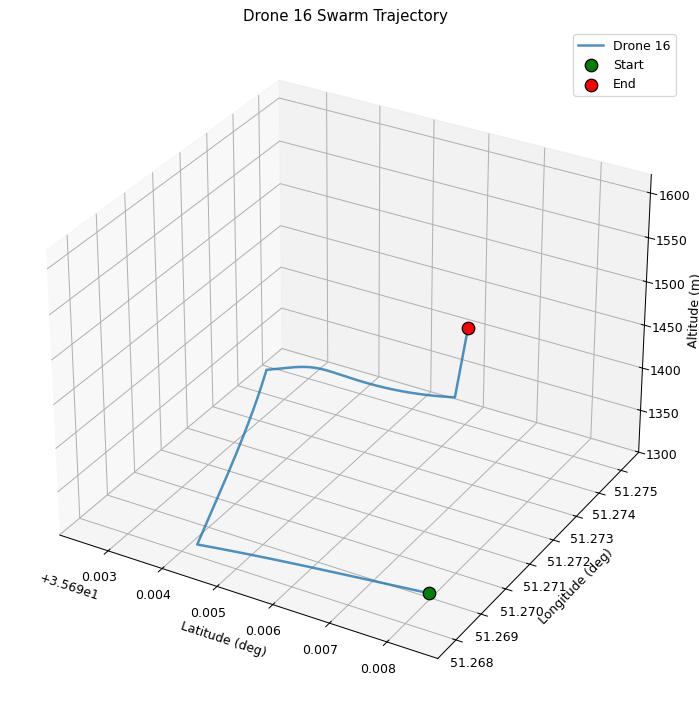 Drone 16 Swarm Trajectory
Drone 16
Start
End
1600
1550
1500
1450
1400
1350
1300
Altitude (m)
51.275
51.274
51.273
51.272
51.271
51.270
51.269
51.268
Longitude (deg)
+3.569e1
0.003
0.004
0.005
0.006
0.007
0.008
Latitude (deg)